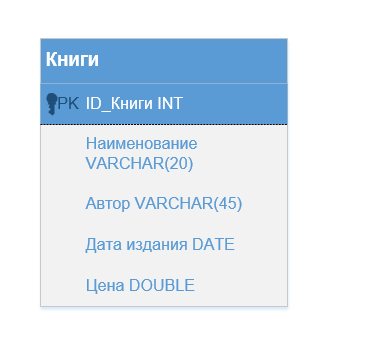 Книги
PK ID_Книги INT
Наименование
VARCHAR(20)
Автор VARCHAR(45)
Дата издания DATE
Цена DOUBLE